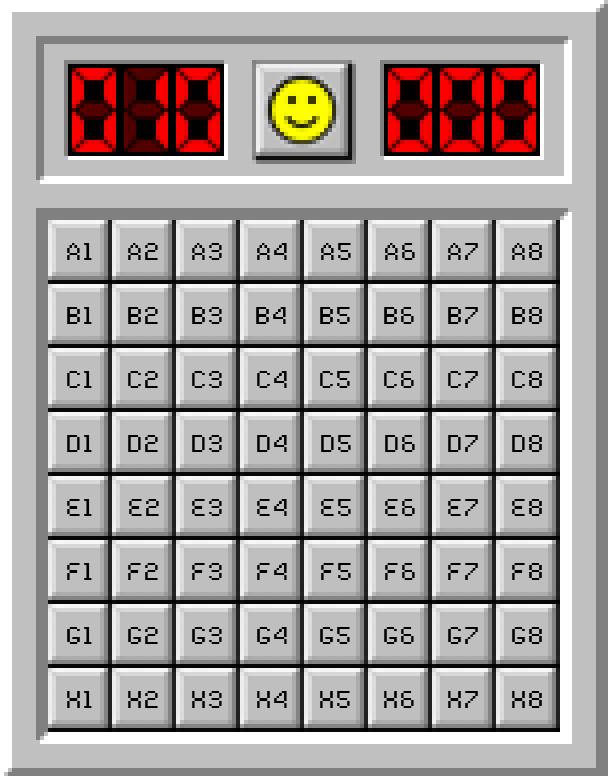 010 000
A1 A2 A3 A4 A5 A6 A7 A8
B1 B2 B3 B4 B5 B6 B7 B8
C1 C2 C3 C4 C5 C6 C7 C8
D1 D2 D3 D4 D5 D6 D7 D8
E1 E2 E3 E4 E5 E6 E7 E8
F1 F2 F3 F4 F5 F6 F7 F8
G1 G2 G3 G4 G5 G6 G7 G8
H1 H2 H3 H4 H5 H6 H7 H8